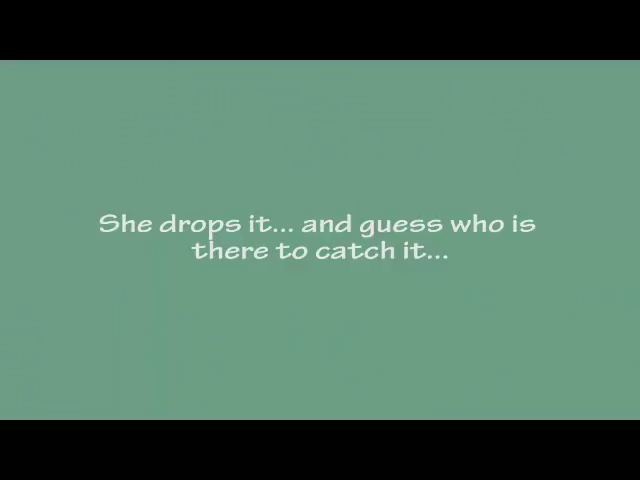 She drops it... and guess who is
there to catch it...